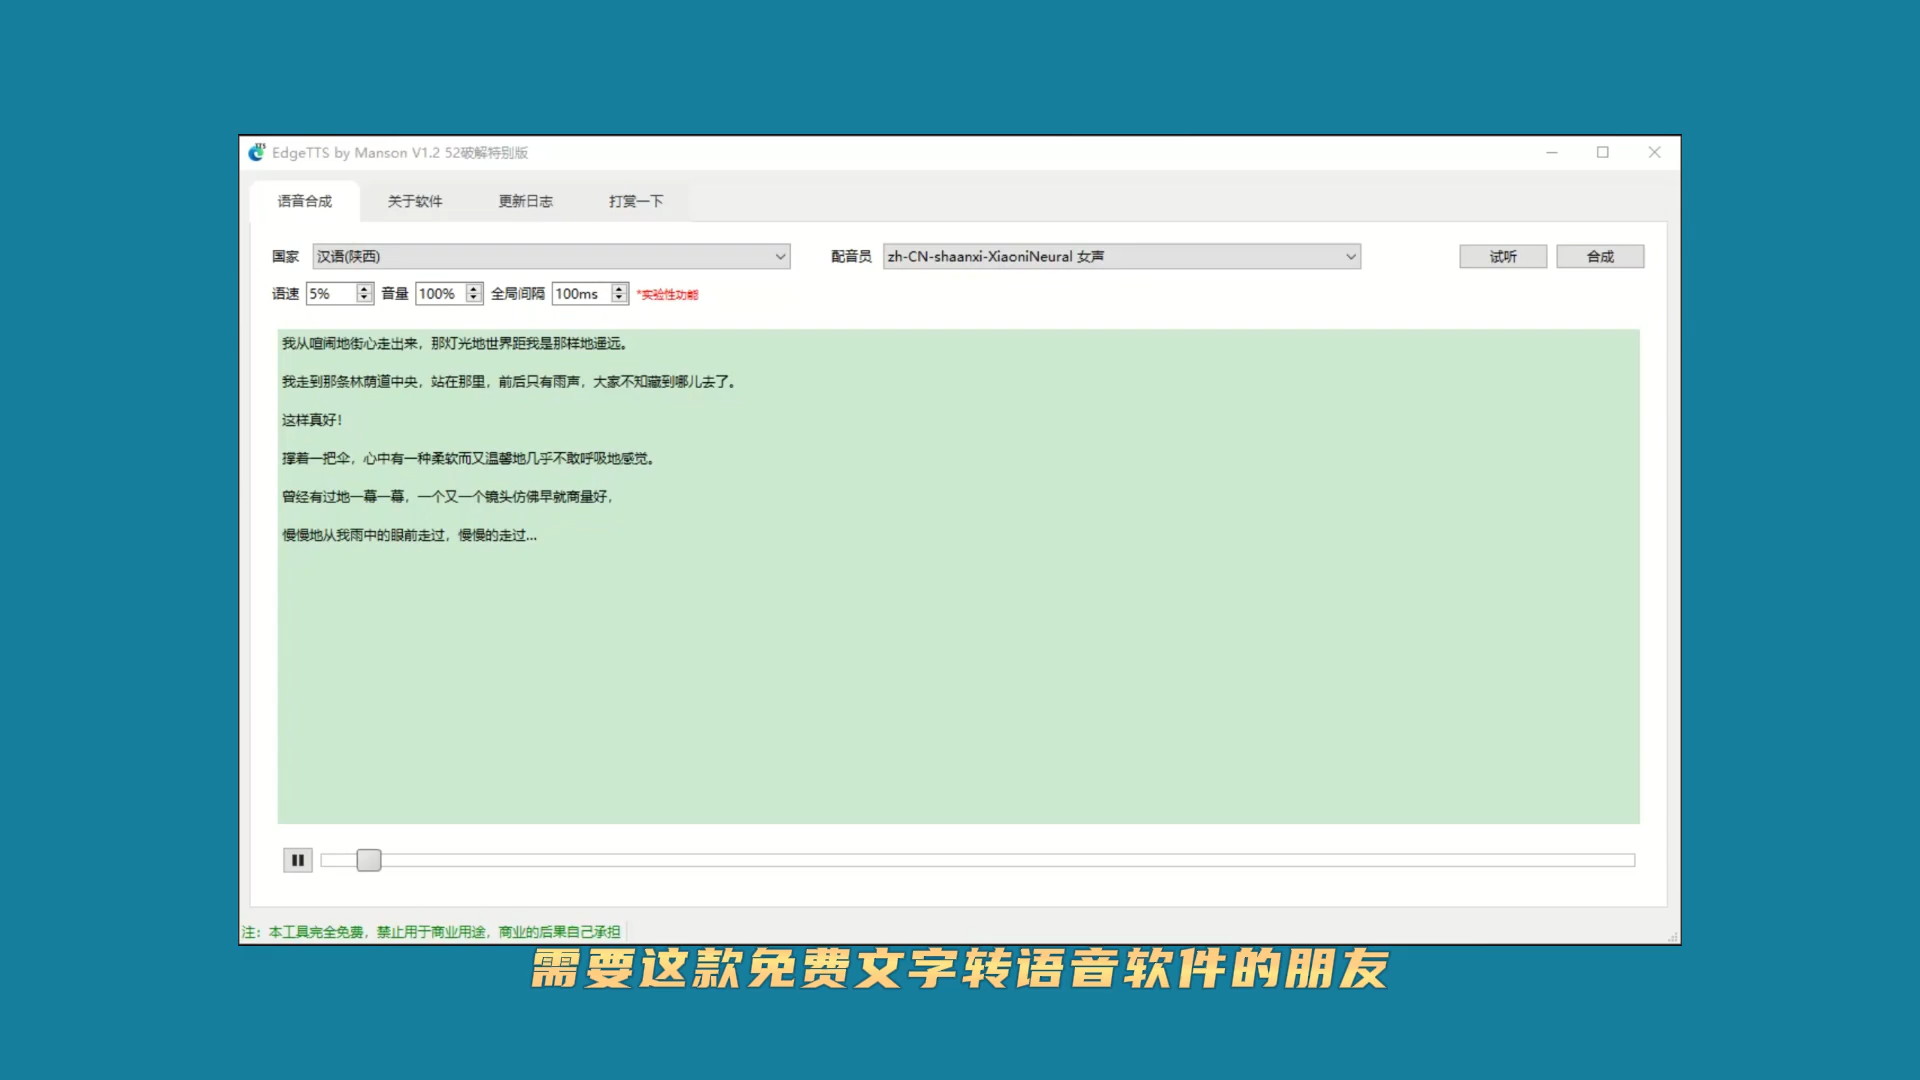 EdgeTTS by Manson V1.2 52破解特别版
语音合成 关于软件 更新日志 打赏一下
国家 汉语(陕西) 配音员 zh-CN-shaanxi-XiaoniNeural 女声 试听 合成
语速 5% 音量 100% 全局间隔 100ms *实验性功能
我从喧闹地街心走出来，那灯光地世界距我是那样地遥远。
我走到那条林荫道中央，站在那里，前后只有雨声，大家不知藏到哪儿去了。
这样真好！
撑着一把伞，心中有一种柔软而又温馨地几乎不敢呼吸地感觉。
曾经有过地一幕一幕，一个又一个镜头仿佛早就商量好，
慢慢地从我雨中的眼前走过，慢慢的走过...
注：本工具完全免费，禁止用于商业用途，商业的后果自己承担
需要这款免费文字转语音软件的朋友